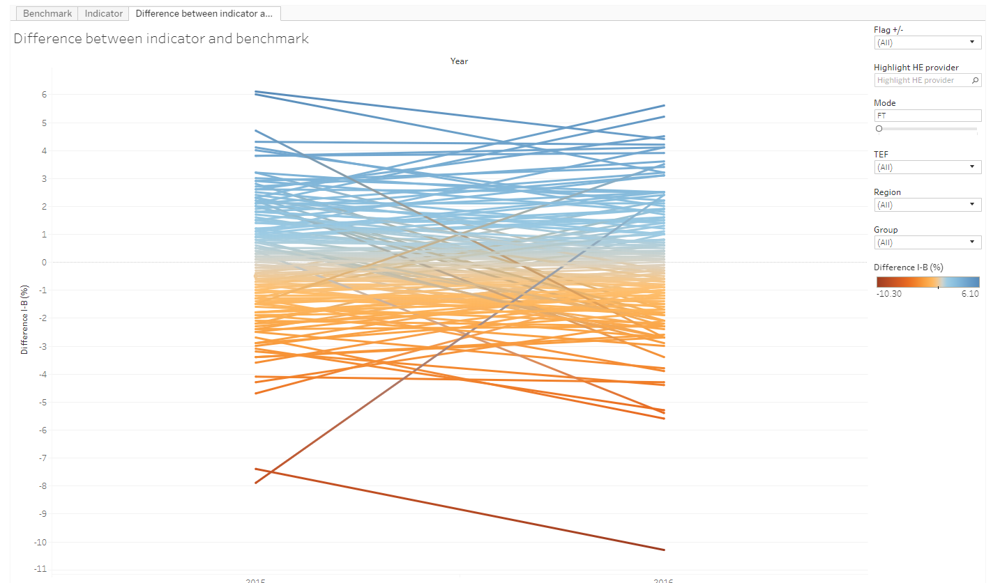 Benchmark Indicator Difference between indicator a...
Difference between indicator and benchmark
Year
6
5
4
3
2
1
0
-1
-2
-3
-4
-5
-6
-7
-8
-9
-10
-11
Difference I-B (%)
2015 2016
Flag +/-
(All)
Highlight HE provider
Highlight HE provider
Mode
FT
TEF
(All)
Region
(All)
Group
(All)
Difference I-B (%)
-10.30 6.10